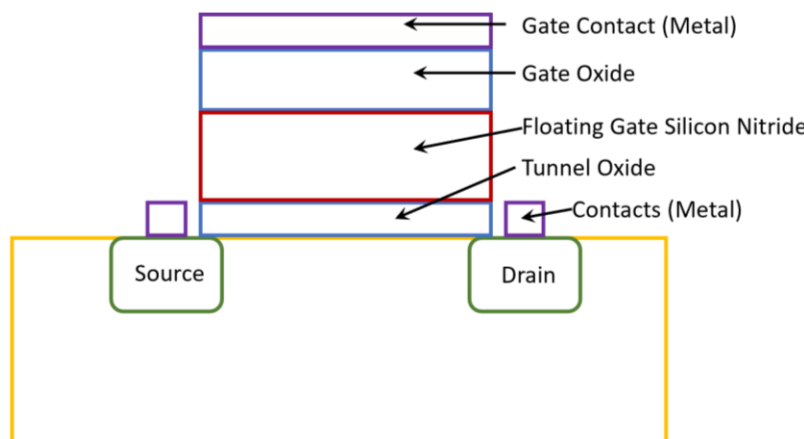 Gate Contact (Metal)
Gate Oxide
Floating Gate Silicon Nitride
Tunnel Oxide
Contacts (Metal)
Source
Drain